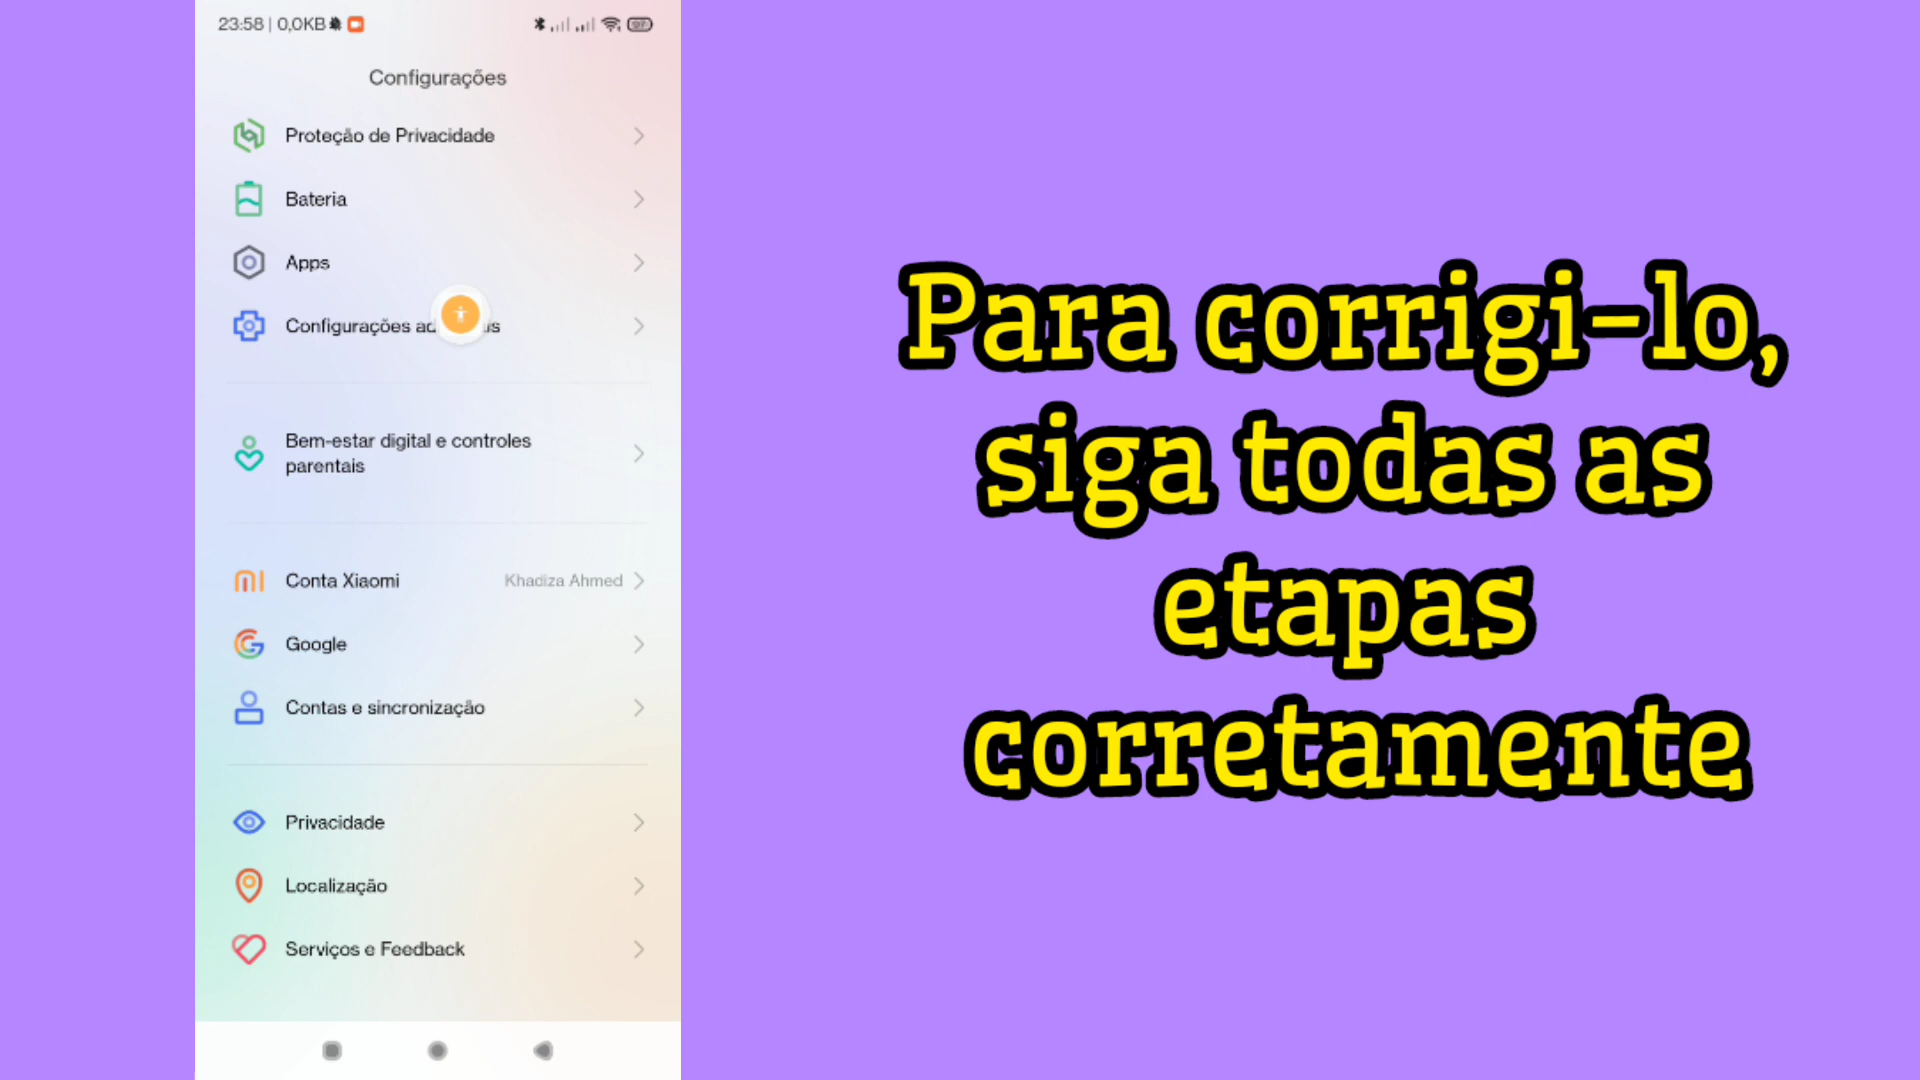 23:58 | 0,0KB
Configurações
Proteção de Privacidade
Bateria
Apps
Configurações
Bem-estar digital e controles
parentais
Conta Xiaomi
Khadiza Ahmed
Google
Contas e sincronização
Privacidade
Localização
Serviços e Feedback
Para corrigi-lo,
siga todas as
etapas
corretamente